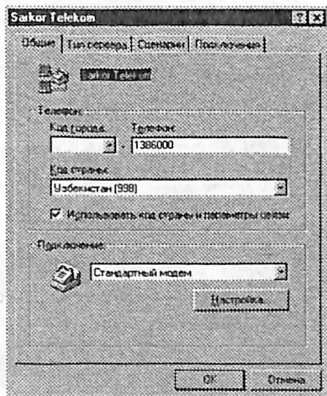 Sarkor Telekom
Общие Тип сервера Сценарии Подключения
Sarkor Telekom
Телефон:
Код города: Телефон:
- 1386000
Код страны:
Узбекистан (998)
Использовать код страны и параметры связи
Подключение:
Стандартный модем
Настройка...
OK Отмена